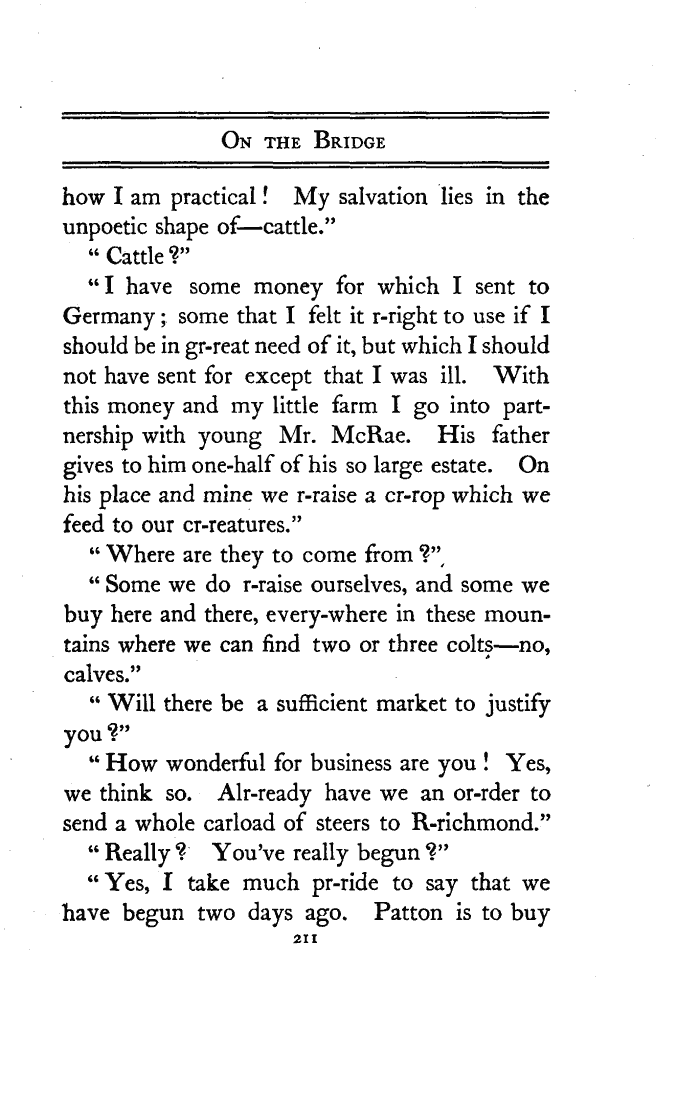 ON THE BRIDGE
how I am practical! My salvation lies in the
unpoetic shape of—cattle.”
“Cattle?”
“I have some money for which I sent to
Germany; some that I felt it r-right to use if I
should be in gr-reat need of it, but which I should
not have sent for except that I was ill. With
this money and my little farm I go into part-
nership with young Mr. McRae. His father
gives to him one-half of his so large estate. On
his place and mine we r-raise a cr-rop which we
feed to our cr-reatures.”
“Where are they to come from?”
“Some we do r-raise ourselves, and some we
buy here and there, every-where in these moun-
tains where we can find two or three colts—no,
calves.”
“Will there be a sufficient market to justify
you?”
“How wonderful for business are you! Yes,
we think so. Alr-ready have we an or-rder to
send a whole carload of steers to R-richmond.”
“Really? You've really begun?”
“Yes, I take much pr-ride to say that we
have begun two days ago. Patton is to buy
211